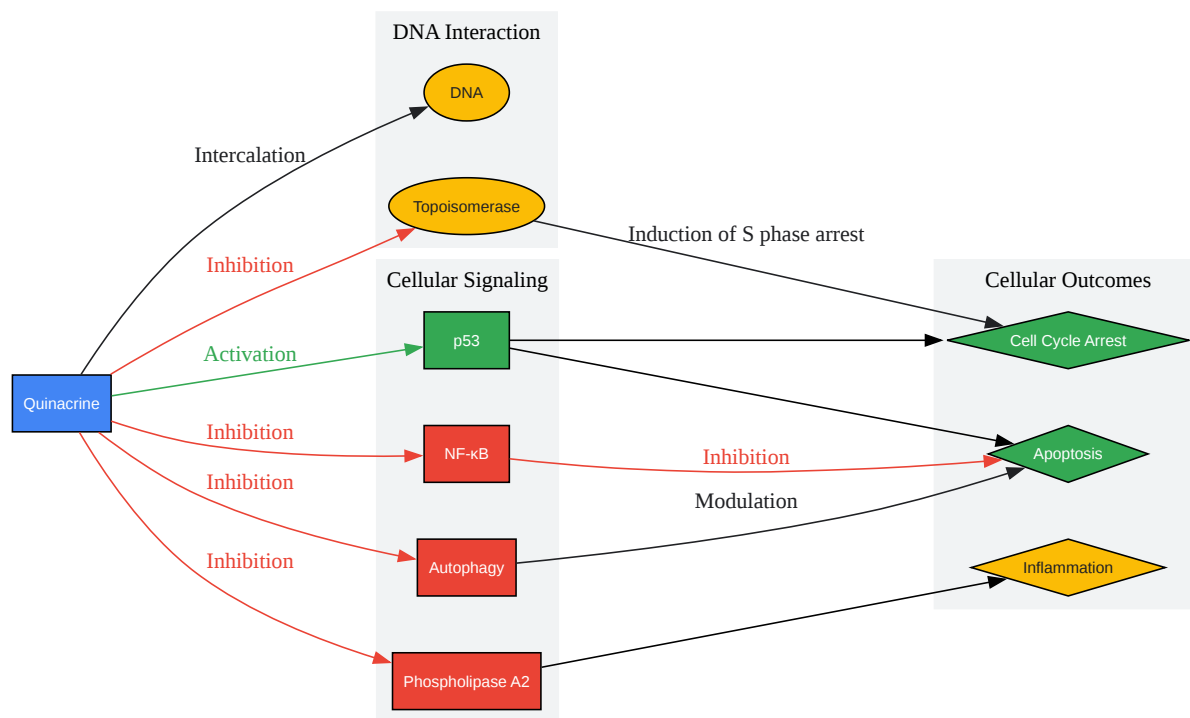 DNA Interaction
DNA
Intercalation
Topoisomerase
Induction of S phase arrest
Inhibition
Cellular Signaling
Cellular Outcomes
p53
Cell Cycle Arrest
Activation
Quinacrine
Inhibition
NF-κB
Inhibition
Apoptosis
Inhibition
Modulation
Autophagy
Inflammation
Inhibition
Phospholipase A2